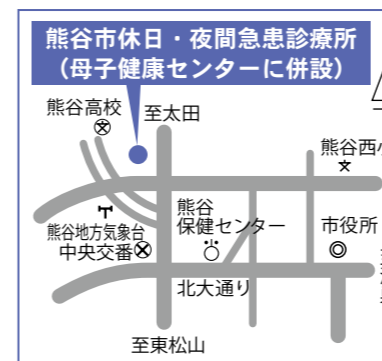 熊谷市休日・夜間急患診療所
（母子健康センターに併設）
熊谷高校
至太田
熊谷西小
熊谷地方気象台
中央交番
熊谷
保健センター
市役所
北大通り
至東松山